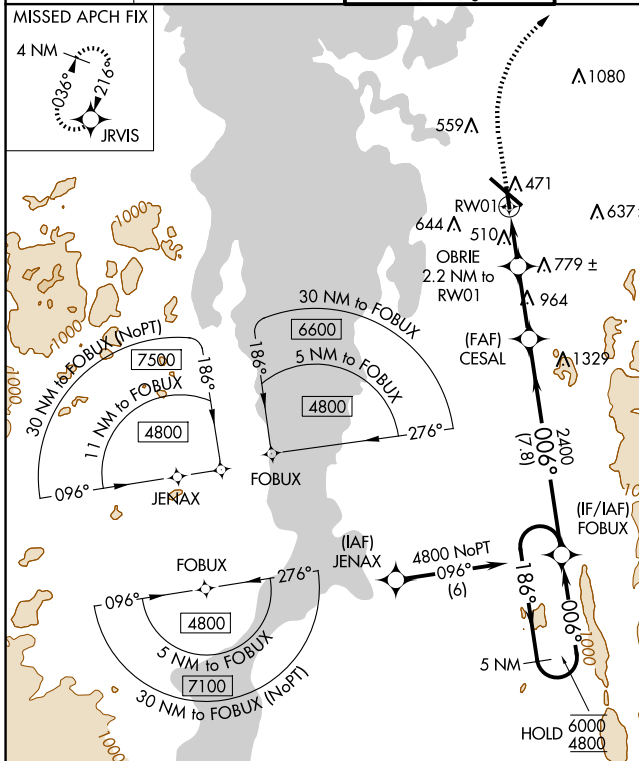 MISSED APCH FIX
4 NM
036°
216°
JRVIS
1080
559
471
RW01
637±
644
510
OBRIE
2.2 NM to
RW01
779 ±
964
(FAF)
CESAL
1329
1000
1000
1000
1000
30 NM to FOBUX (NoPT)
7500
186°
11 NM to FOBUX
4800
096°
JENAX
30 NM to FOBUX
6600
186°
5 NM to FOBUX
4800
276°
FOBUX
2400
006°
(7.8)
(IF/IAF)
FOBUX
(IAF)
JENAX
4800 NoPT
096°
(6)
FOBUX
096°
276°
4800
5 NM to FOBUX
7100
30 NM to FOBUX (NoPT)
186°
006°
5 NM
1000
HOLD
6000
4800
1000